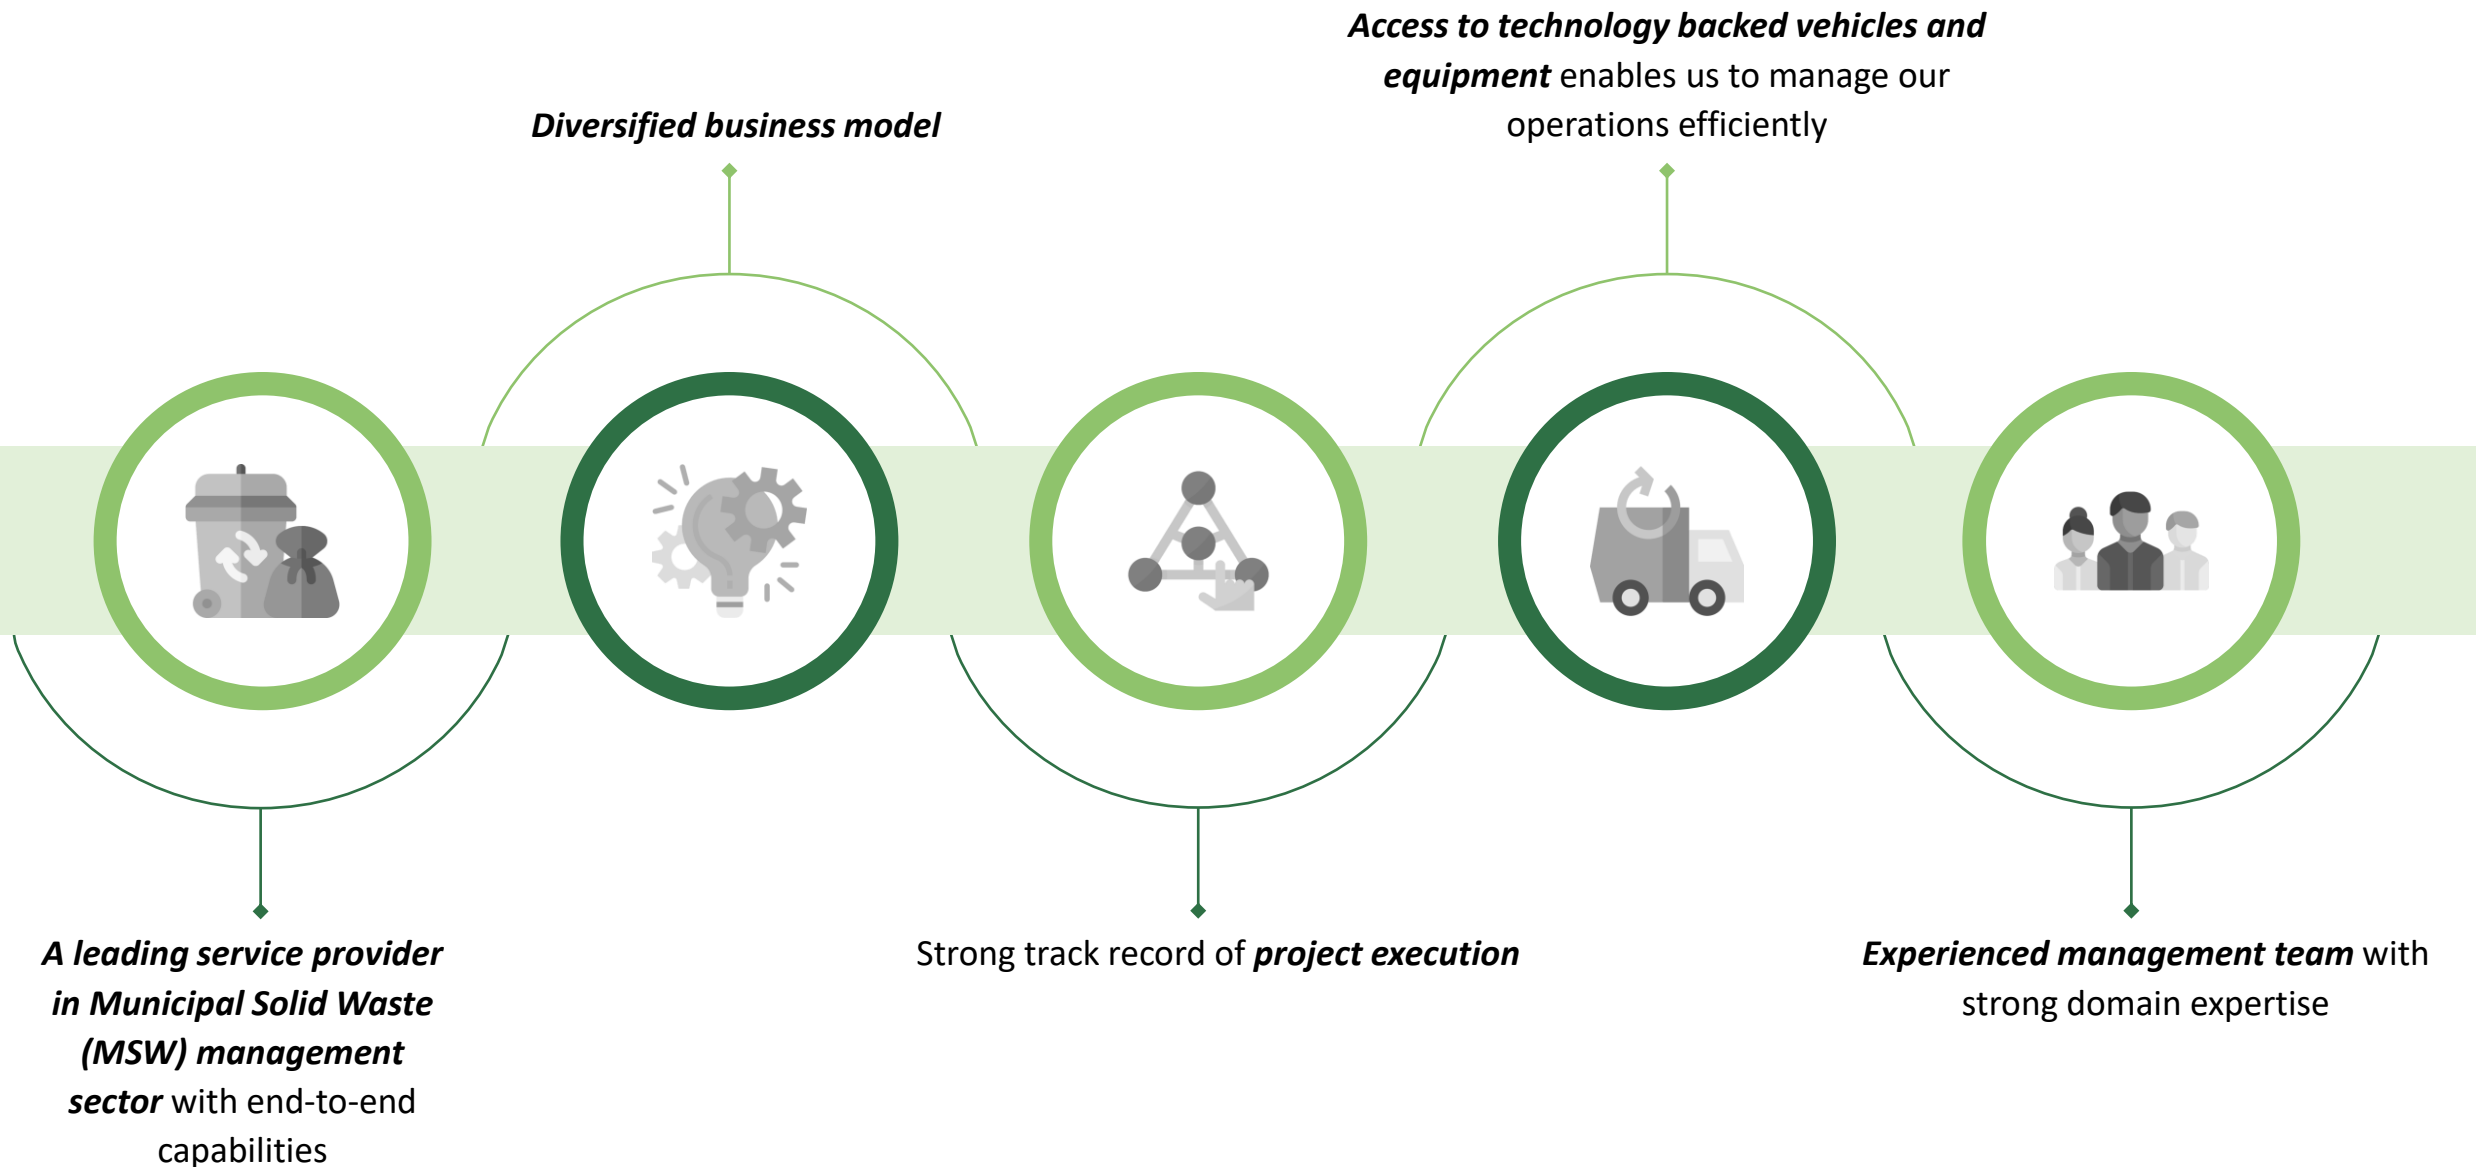 Access to technology backed vehicles and
equipment enables us to manage our
operations efficiently
Diversified business model
A leading service provider
in Municipal Solid Waste
(MSW) management
sector with end-to-end
capabilities
Strong track record of project execution
Experienced management team with
strong domain expertise